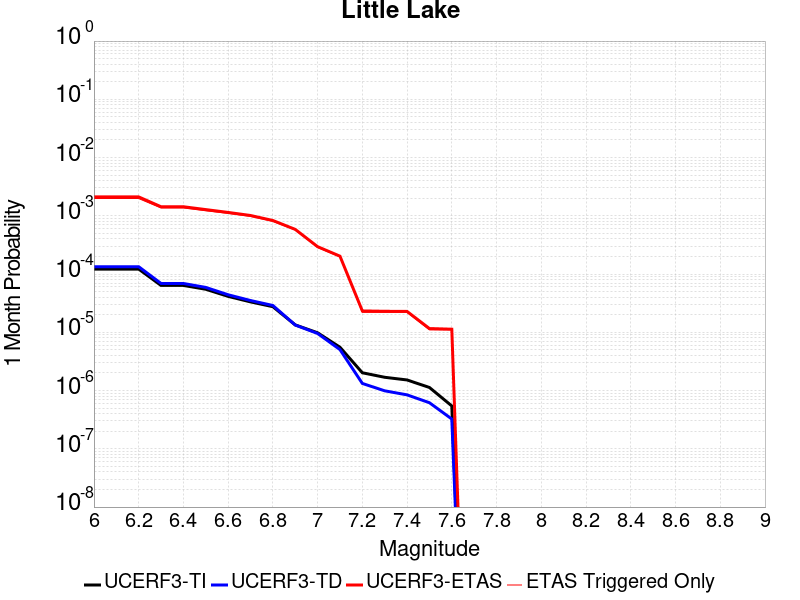 Little Lake
10 0
10 -1
10 -2
10 -3
10 -4
10 -5
10 -6
10 -7
10 -8
1 Month Probability
6 6.2 6.4 6.6 6.8 7 7.2 7.4 7.6 7.8 8 8.2 8.4 8.6 8.8 9
Magnitude
UCERF3-TI UCERF3-TD UCERF3-ETAS ETAS Triggered Only